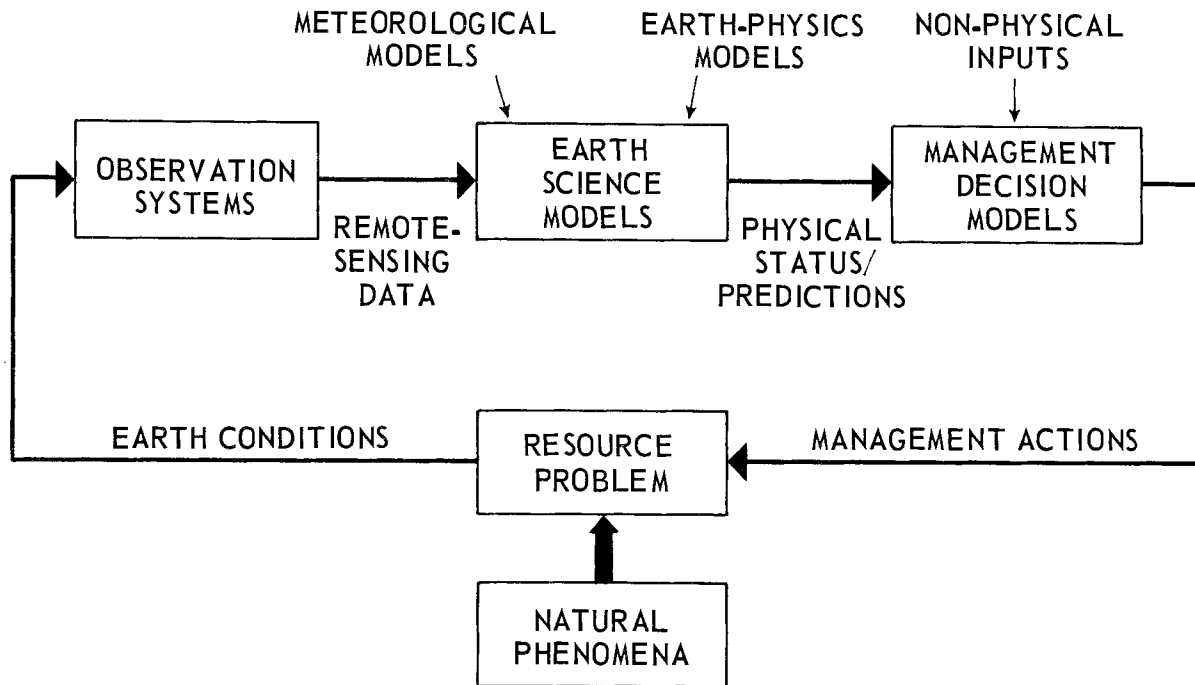 METEOROLOGICAL
MODELS
EARTH-PHYSICS
MODELS
NON-PHYSICAL
INPUTS
OBSERVATION
SYSTEMS
REMOTE-
SENSING
DATA
EARTH
SCIENCE
MODELS
PHYSICAL
STATUS/
PREDICTIONS
MANAGEMENT
DECISION
MODELS
EARTH CONDITIONS
RESOURCE
PROBLEM
MANAGEMENT ACTIONS
NATURAL
PHENOMENA